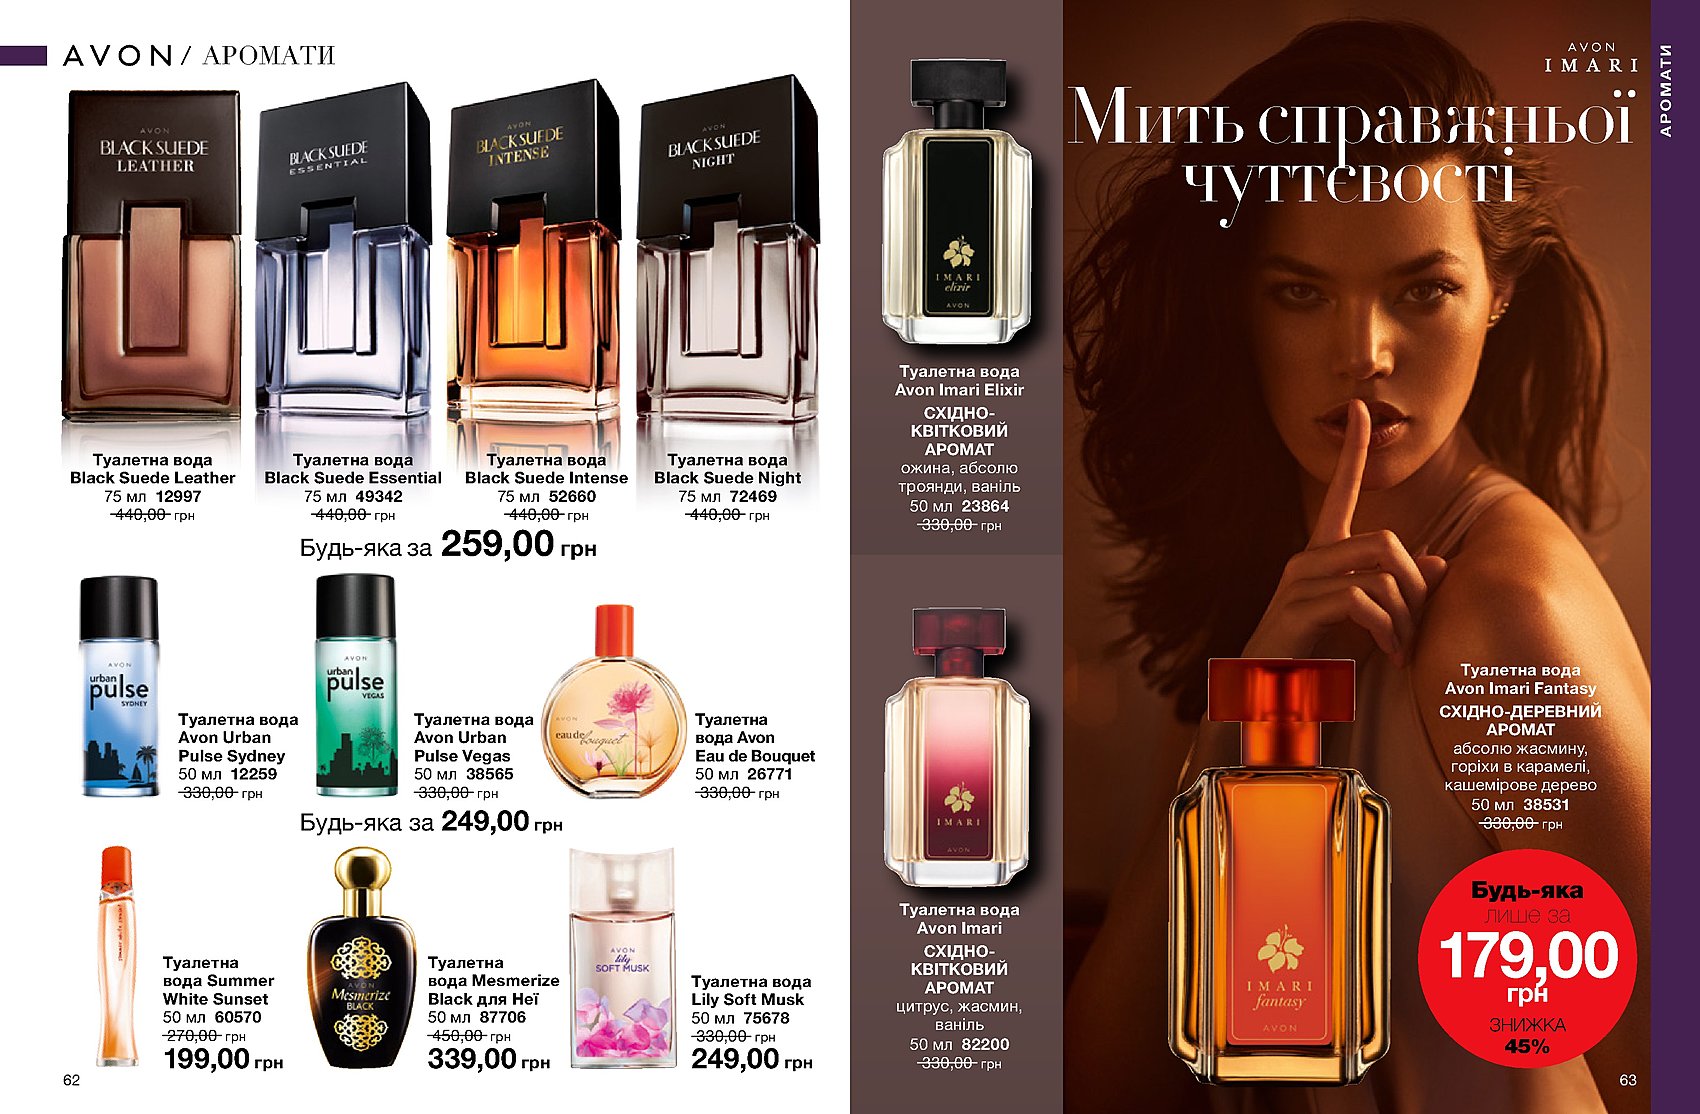 AVON / АРОМАТИ
AVON
BLACK SUEDE
LEATHER
BLACK SUEDE
ESSENTIAL
AVON
BLACK SUEDE
INTENSE
AVON
BLACK SUEDE
NIGHT
Туалетна вода
Black Suede Leather
75 мл 12997
440,00 грн
Туалетна вода
Black Suede Essential
75 мл 49342
440,00 грн
Туалетна вода
Black Suede Intense
75 мл 52660
440,00 грн
Туалетна вода
Black Suede Night
75 мл 72469
440,00 грн
Будь-яка за 259,00 грн
AVON
urban
pulse
SYDNEY
Туалетна вода
Avon Urban
Pulse Sydney
50 мл 12259
330,00 грн
AVON
urban
pulse
VEGAS
Туалетна вода
Avon Urban
Pulse Vegas
50 мл 38565
330,00 грн
AVON
eau de bouquet
Туалетна
вода Avon
Eau de Bouquet
50 мл 26771
330,00 грн
Будь-яка за 249,00 грн
summer white sunset
Туалетна
вода Summer
White Sunset
50 мл 60570
270,00 грн
199,00 грн
AVON
Mesmerize
BLACK
Туалетна
вода Mesmerize
Black для Неї
50 мл 87706
450,00 грн
339,00 грн
AVON
lily
SOFT MUSK
Туалетна вода
Lily Soft Musk
50 мл 75678
330,00 грн
249,00 грн
62
IMARI
elixir
AVON
Туалетна вода
Avon Imari Elixir
СХІДНО-
КВІТКОВИЙ
АРОМАТ
ожина, абсолю
троянди, ваніль
50 мл 23864
330,00 грн
IMARI
AVON
Туалетна вода
Avon Imari
СХІДНО-
КВІТКОВИЙ
АРОМАТ
цитрус, жасмин,
ваніль
50 мл 82200
330,00 грн
AVON
IMARI
АРОМАТИ
Мить справжньої
чуттєвості
Туалетна вода
Avon Imari Fantasy
СХІДНО-ДЕРЕВНИЙ
АРОМАТ
абсолю жасмину,
горіхи в карамелі,
кашемірове дерево
50 мл 38531
330,00 грн
IMARI
fantasy
AVON
Будь-яка
лише за
179,00
грн
ЗНИЖКА
45%
63